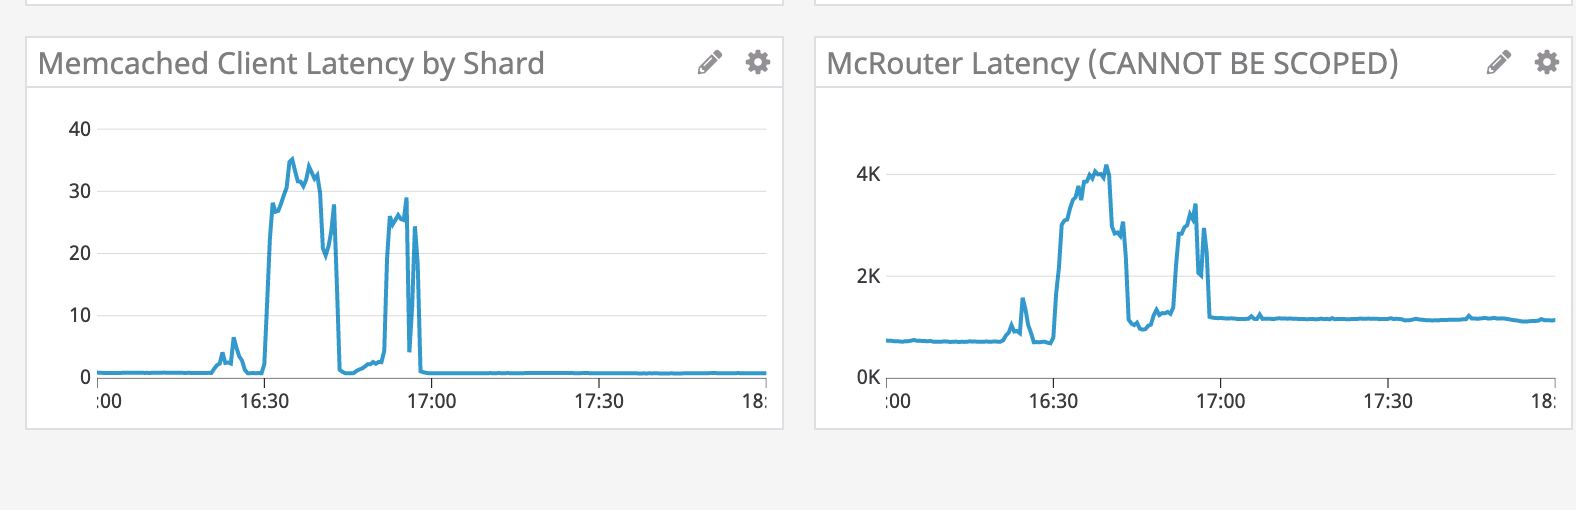 Memcached Client Latency by Shard
40
30
20
10
0
:00 16:30 17:00 17:30 18:
McRouter Latency (CANNOT BE SCOPED)
4K
2K
0K
:00 16:30 17:00 17:30 18: